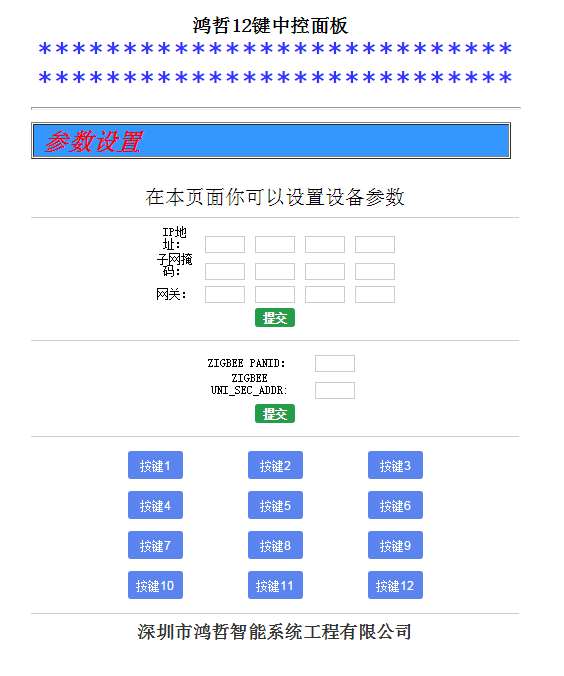 鸿哲12键中控面板
****************************
****************************
参数设置
在本页面你可以设置设备参数
IP地
址:
子网掩
码:
网关:
提交
ZIGBEE PANID:
ZIGBEE
UNI_SEC_ADDR:
提交
按键1 按键2 按键3
按键4 按键5 按键6
按键7 按键8 按键9
按键10 按键11 按键12
深圳市鸿哲智能系统工程有限公司